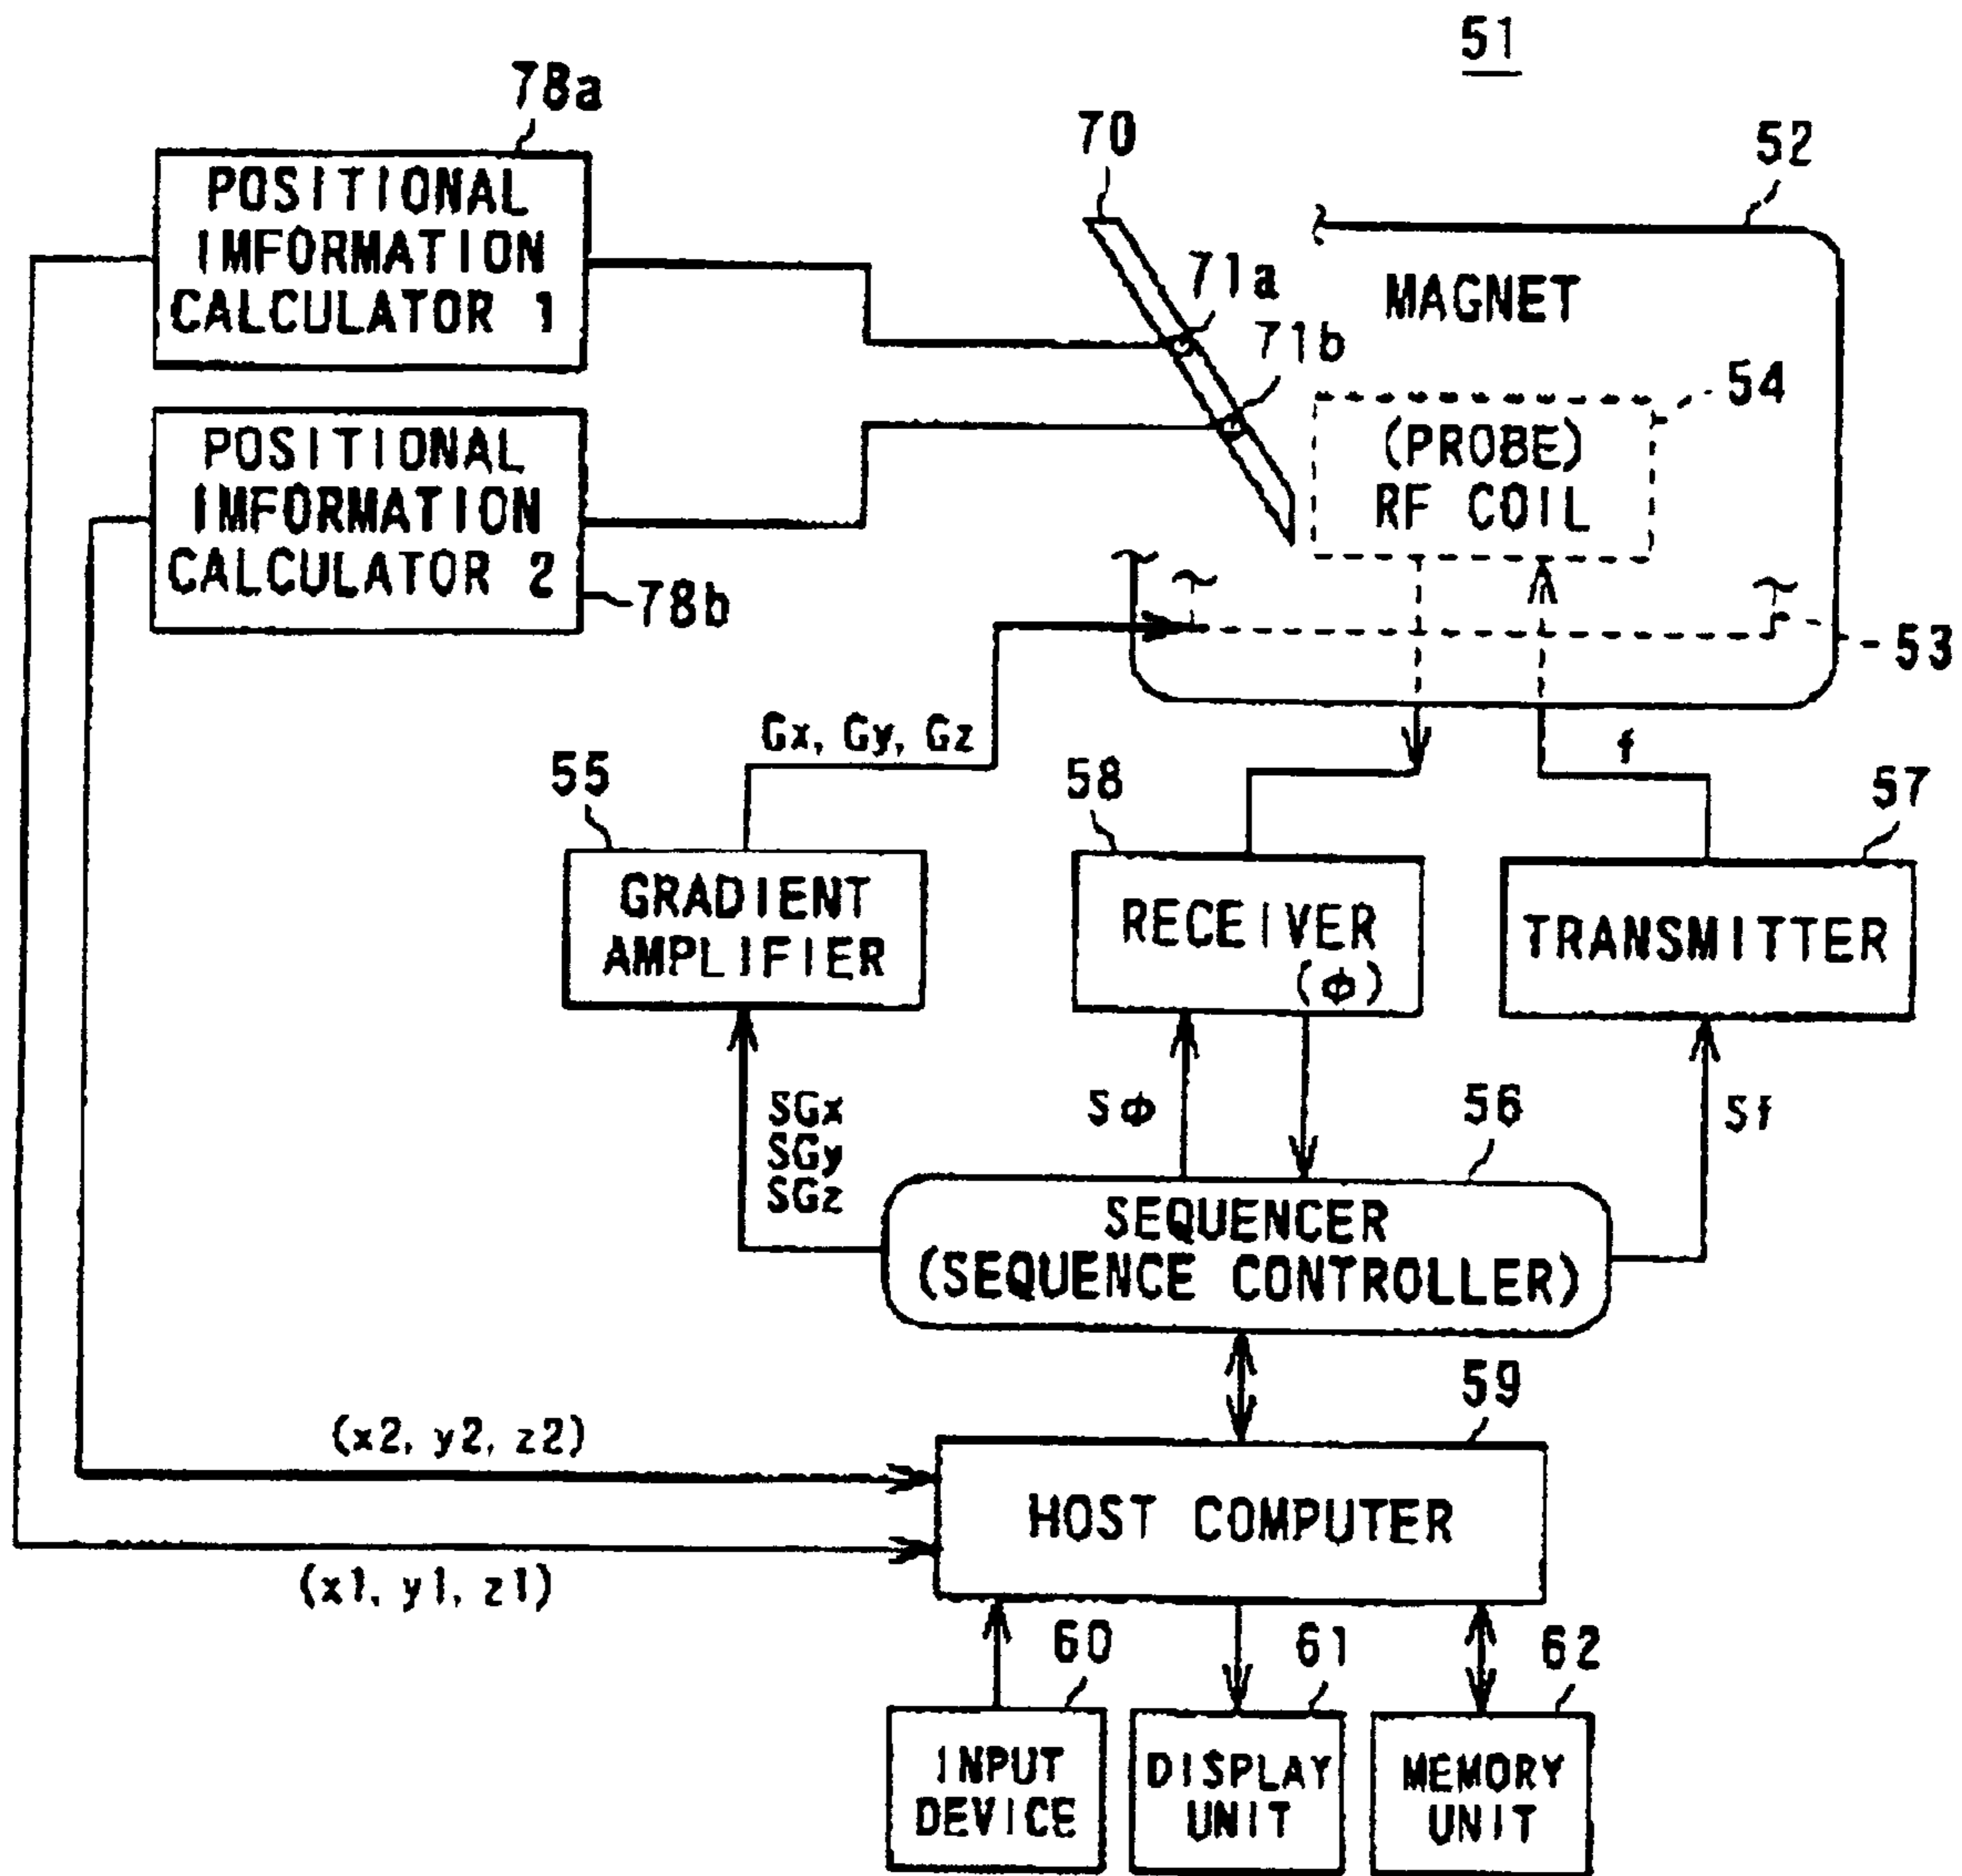 51
78a
70
52
POSITIONAL
IMFORMATION
CALCULATOR 1
71a
71b
MAGNET
54
(PROBE)
RF COIL
POSITIONAL
IMFORMATION
CALCULATOR 2
78b
53
Gx, Gy, Gz
f
55
58
57
GRADIENT
AMPLIFIER
RECEIVER
(Φ)
TRANSMITTER
SGx
SGy
SGz
SΦ
56
Sf
SEQUENCER
(SEQUENCE CONTROLLER)
59
(x2, y2, z2)
HOST COMPUTER
(x1, y1, z1)
60
61
62
INPUT
DEVICE
DISPLAY
UNIT
MEMORY
UNIT